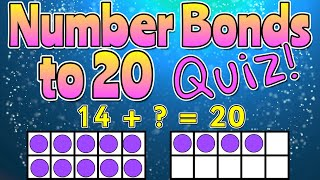 Number Bonds
to 20 Quiz!
14 + ? = 20